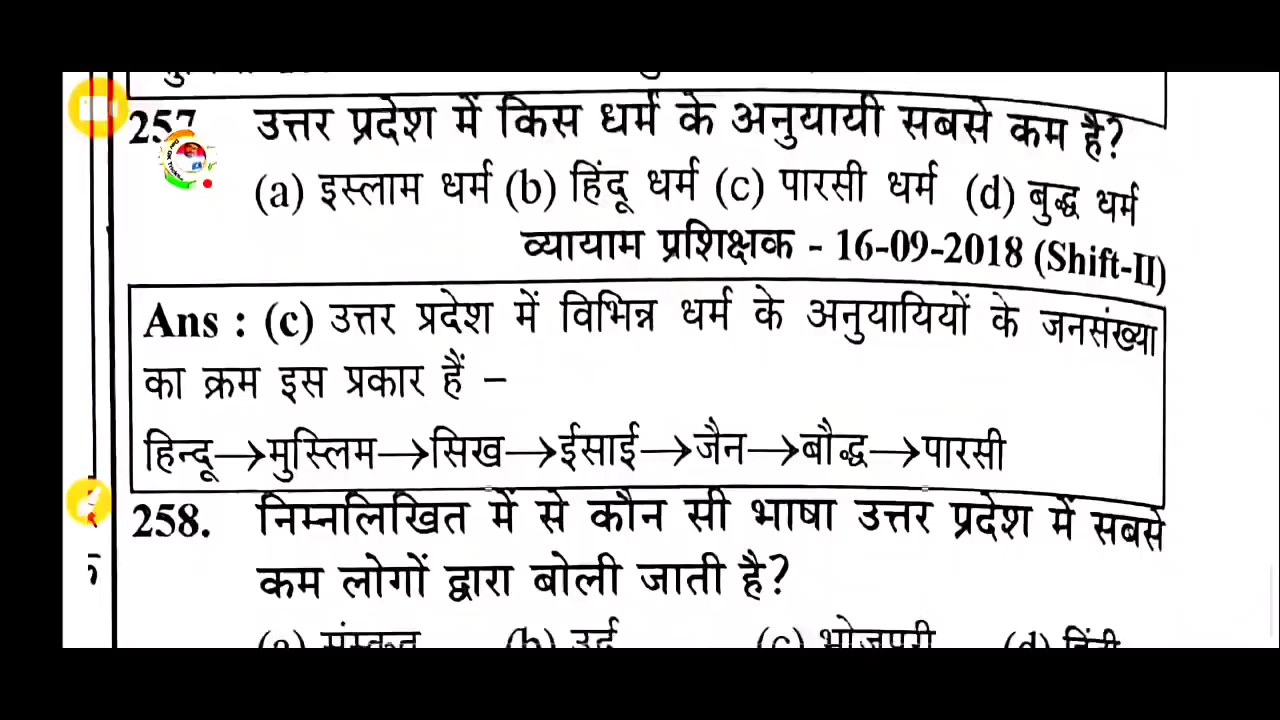 257. उत्तर प्रदेश में किस धर्म के अनुयायी सबसे कम है?
(a) इस्लाम धर्म (b) हिंदू धर्म (c) पारसी धर्म (d) बुद्ध धर्म
व्यायाम प्रशिक्षक - 16-09-2018 (Shift-II)
Ans : (c) उत्तर प्रदेश में विभिन्न धर्म के अनुयायियों के जनसंख्या
का क्रम इस प्रकार हैं –
हिन्दू→मुस्लिम→सिख→ईसाई→जैन→बौद्ध→पारसी
258. निम्नलिखित में से कौन सी भाषा उत्तर प्रदेश में सबसे
कम लोगों द्वारा बोली जाती है?
(a) संस्कृत (b) उर्दू (c) भोजपुरी (d) हिंदी